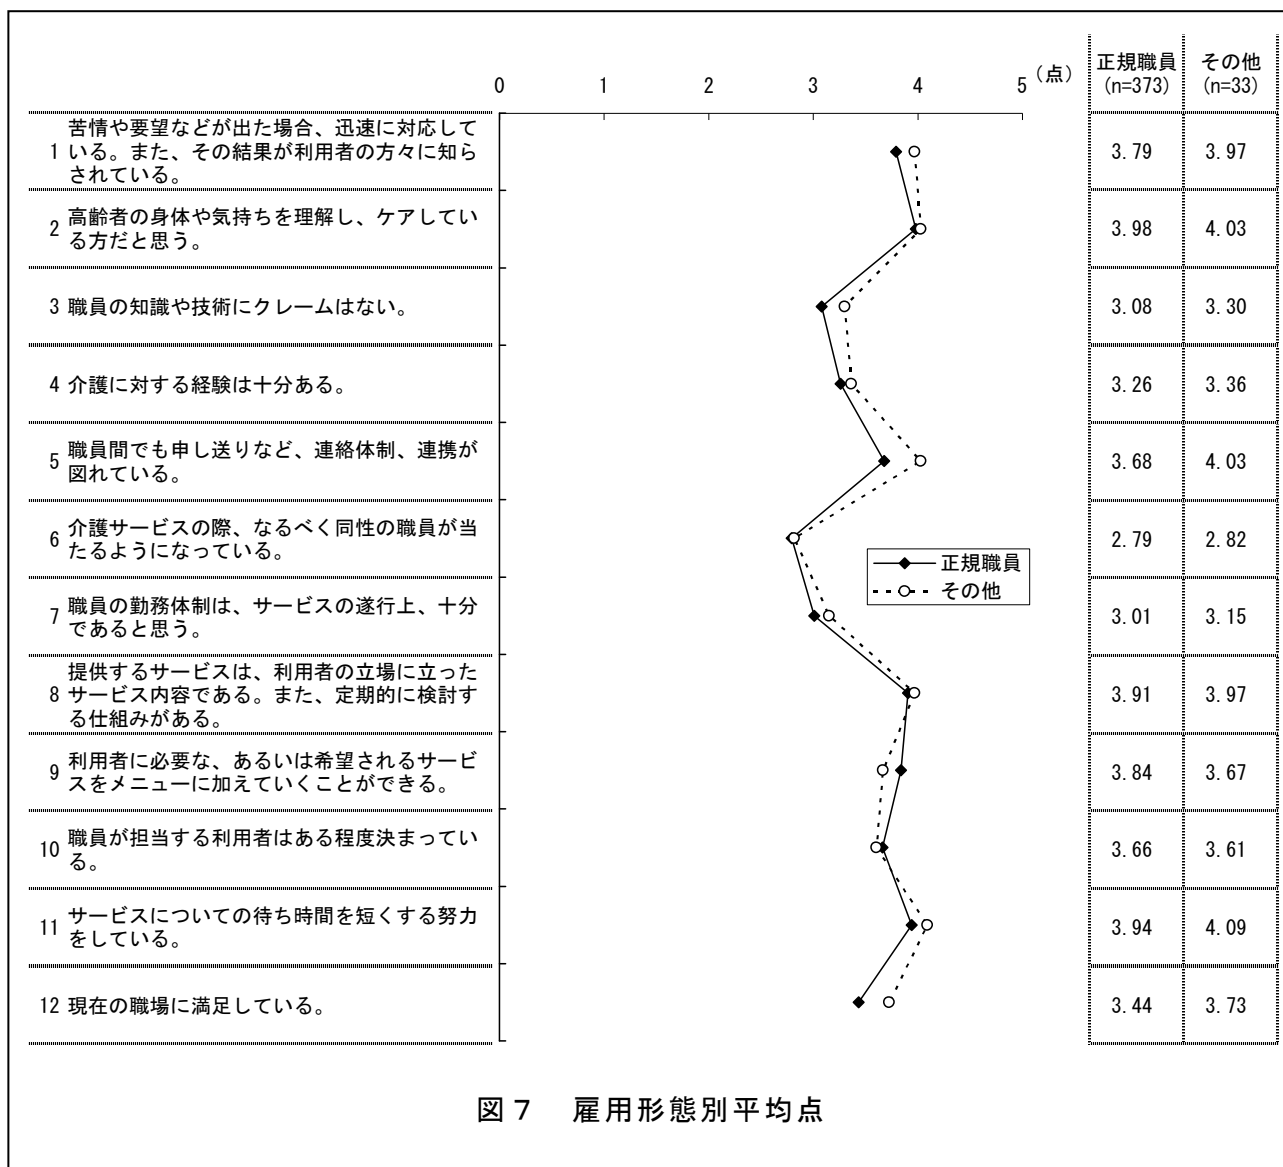 0 1 2 3 4 5 (点)
正規職員 その他
(n=373) (n=33)
苦情や要望などが出た場合、迅速に対応して
1 いる。また、その結果が利用者の方々に知ら 3.79 3.97
されている。
高齢者の身体や気持ちを理解し、ケアしてい
2 3.98 4.03
る方だと思う。
3 職員の知識や技術にクレームはない。 3.08 3.30
4 介護に対する経験は十分ある。 3.26 3.36
職員間でも申し送りなど、連絡体制、連携が
5 3.68 4.03
図れている。
介護サービスの際、なるべく同性の職員が当
6 2.79 2.82
たるようになっている。
正規職員
その他
職員の勤務体制は、サービスの遂行上、十分
7 3.01 3.15
であると思う。
提供するサービスは、利用者の立場に立った
8 サービス内容である。また、定期的に検討す 3.91 3.97
る仕組みがある。
利用者に必要な、あるいは希望されるサービ
9 3.84 3.67
スをメニューに加えていくことができる。
職員が担当する利用者はある程度決まってい
10 3.66 3.61
る。
サービスについての待ち時間を短くする努力
11 3.94 4.09
をしている。
12 現在の職場に満足している。 3.44 3.73
図７ 雇用形態別平均点